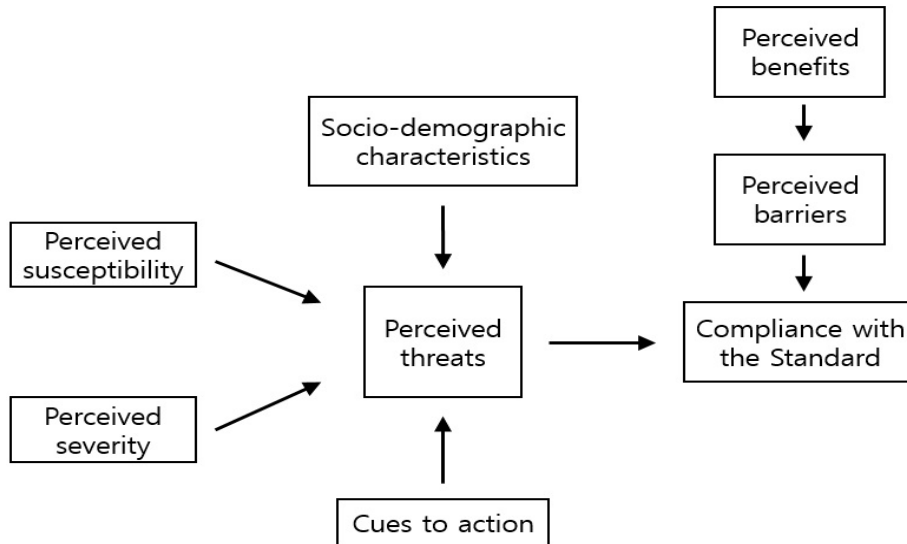 Perceived
benefits
Socio-demographic
characteristics
Perceived
barriers
Perceived
susceptibility
Perceived
threats
Compliance with
the Standard
Perceived
severity
Cues to action